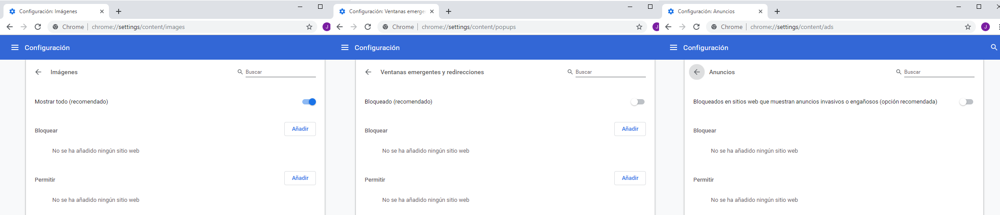 Configuración: Imágenes
Chrome chrome://settings/content/images
J
Configuración
Imágenes
Buscar
Mostrar todo (recomendado)
Bloquear
Añadir
No se ha añadido ningún sitio web
Permitir
Añadir
No se ha añadido ningún sitio web
Configuración: Ventanas emerge
Chrome chrome://settings/content/popups
J
Configuración
Ventanas emergentes y redirecciones
Buscar
Bloqueado (recomendado)
Bloquear
Añadir
No se ha añadido ningún sitio web
Permitir
Añadir
No se ha añadido ningún sitio web
Configuración: Anuncios
Chrome chrome://settings/content/ads
J
Configuración
Anuncios
Buscar
Bloqueados en sitios web que muestran anuncios invasivos o engañosos (opción recomendada)
Bloquear
No se ha añadido ningún sitio web
Permitir
No se ha añadido ningún sitio web